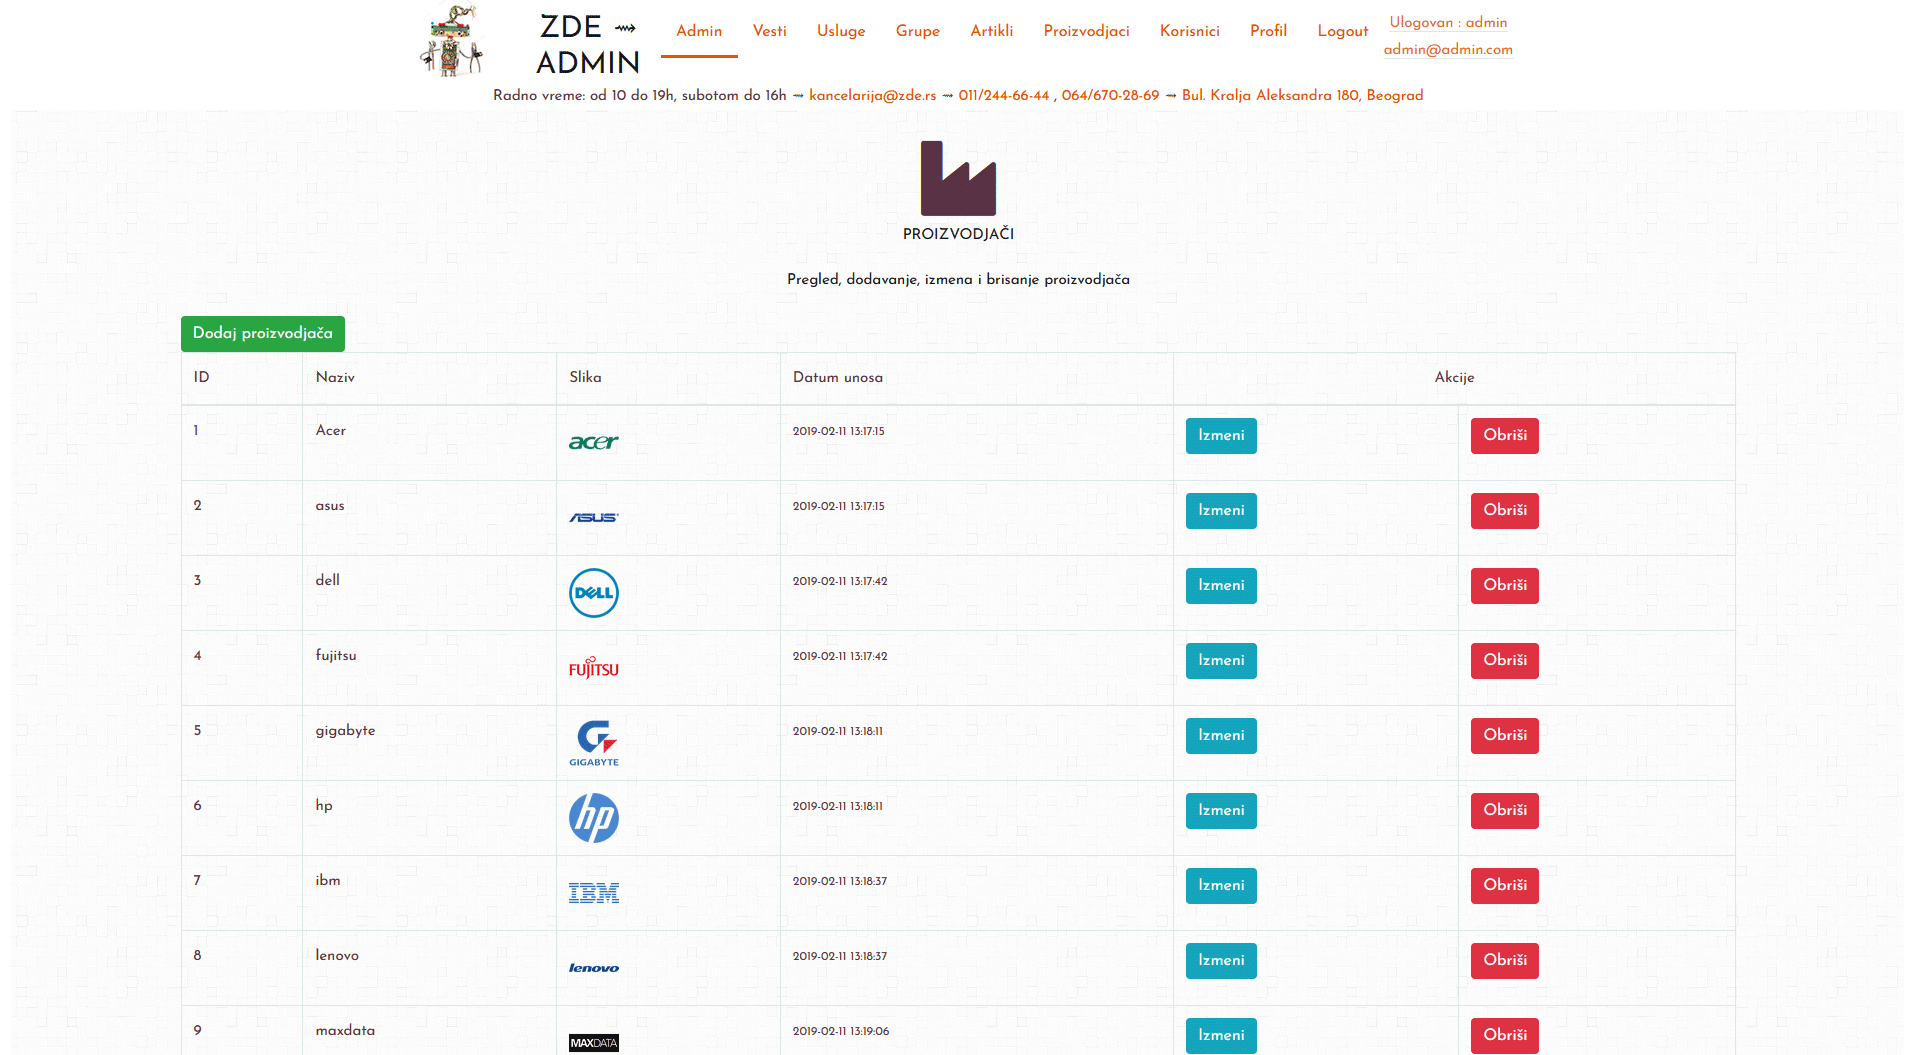 ZDE ⇝
ADMIN
Admin Vesti Usluge Grupe Artikli Proizvodjaci Korisnici Profil Logout
Ulogovan : admin
admin@admin.com
Radno vreme: od 10 do 19h, subotom do 16h ⇝ kancelarija@zde.rs ⇝ 011/244-66-44 , 064/670-28-69 ⇝ Bul. Kralja Aleksandra 180, Beograd
PROIZVODJAČI
Pregled, dodavanje, izmena i brisanje proizvodjača
Dodaj proizvodjača
ID Naziv Slika Datum unosa Akcije
1 Acer acer 2019-02-11 13:17:15 Izmeni Obriši
2 asus ASUS 2019-02-11 13:17:15 Izmeni Obriši
3 dell DELL 2019-02-11 13:17:42 Izmeni Obriši
4 fujitsu FUJITSU 2019-02-11 13:17:42 Izmeni Obriši
5 gigabyte GIGABYTE 2019-02-11 13:18:11 Izmeni Obriši
6 hp hp 2019-02-11 13:18:11 Izmeni Obriši
7 ibm IBM 2019-02-11 13:18:37 Izmeni Obriši
8 lenovo lenovo 2019-02-11 13:18:37 Izmeni Obriši
9 maxdata MAXDATA 2019-02-11 13:19:06 Izmeni Obriši